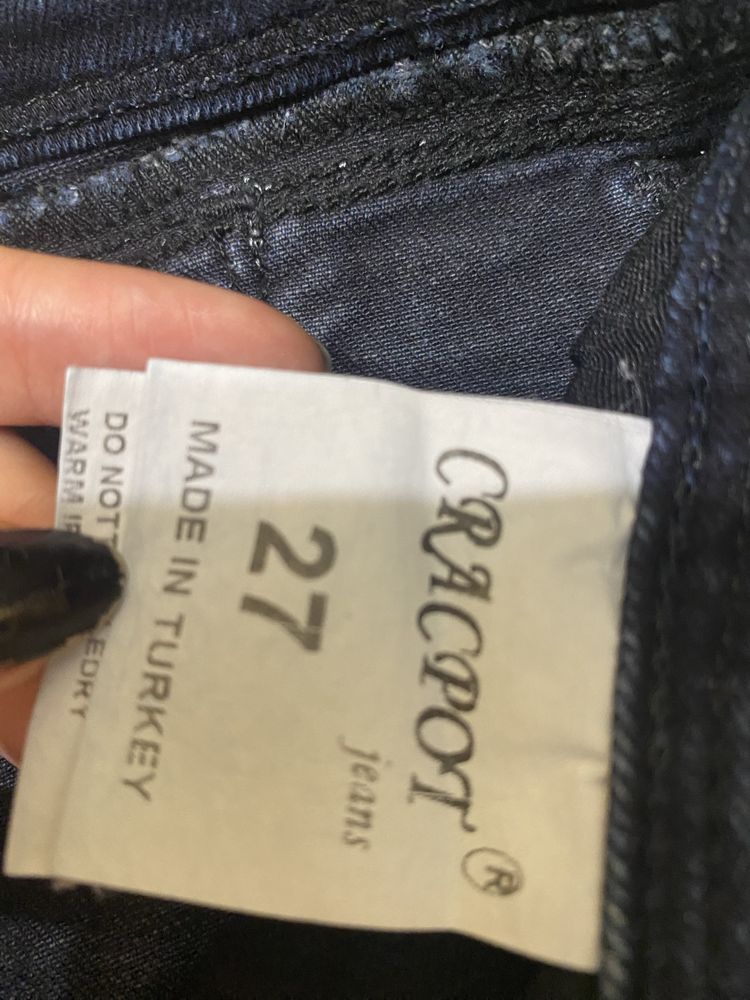 CRACPOT ®
jeans
27
MADE IN TURKEY
DO NOT
WARM